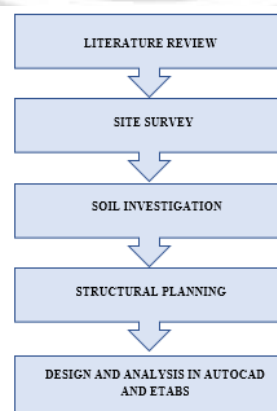 LITERATURE REVIEW
SITE SURVEY
SOIL INVESTIGATION
STRUCTURAL PLANNING
DESIGN AND ANALYSIS IN AUTOCAD
AND ETABS